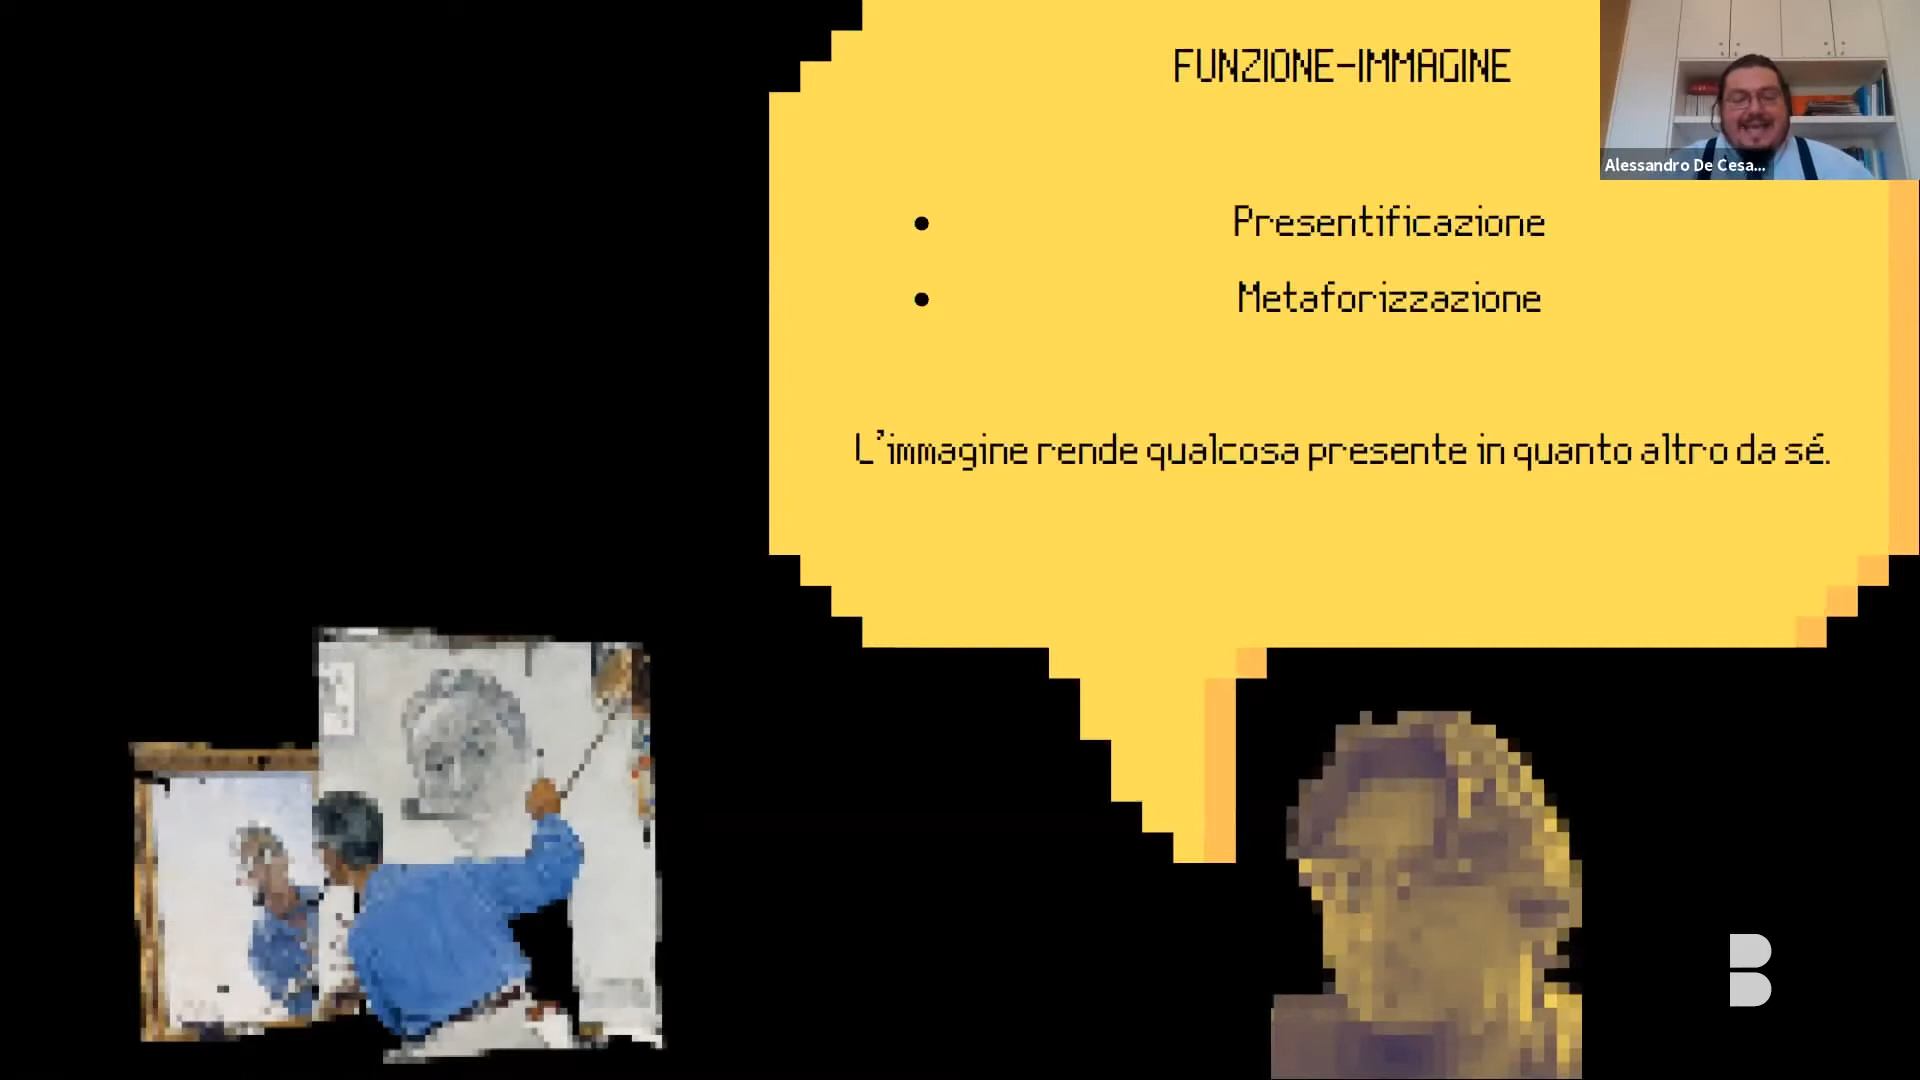 FUNZIONE-IMMAGINE
Alessandro De Cesa...
• Presentificazione
• Metaforizzazione
L'immagine rende qualcosa presente in quanto altro da sé.
B